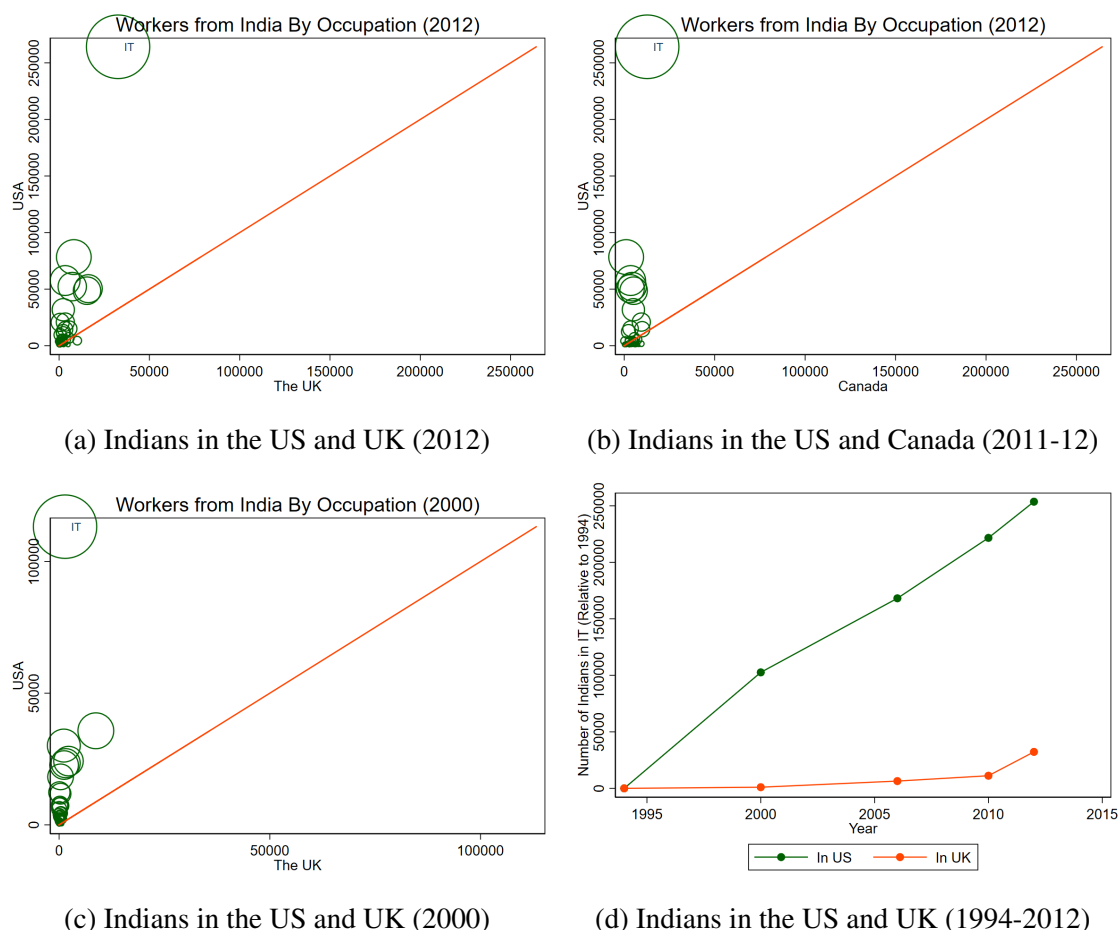 Workers from India By Occupation (2012)
IT
USA
0
50000
100000
150000
200000
250000
0 50000 100000 150000 200000 250000
The UK
(a) Indians in the US and UK (2012)
Workers from India By Occupation (2012)
IT
USA
0
50000
100000
150000
200000
250000
0 50000 100000 150000 200000 250000
Canada
(b) Indians in the US and Canada (2011-12)
Workers from India By Occupation (2000)
IT
USA
0
50000
100000
0 50000 100000
The UK
(c) Indians in the US and UK (2000)
Number of Indians in IT (Relative to 1994)
0
50000
100000
150000
200000
250000
1995 2000 2005 2010 2015
Year
In US In UK
(d) Indians in the US and UK (1994-2012)